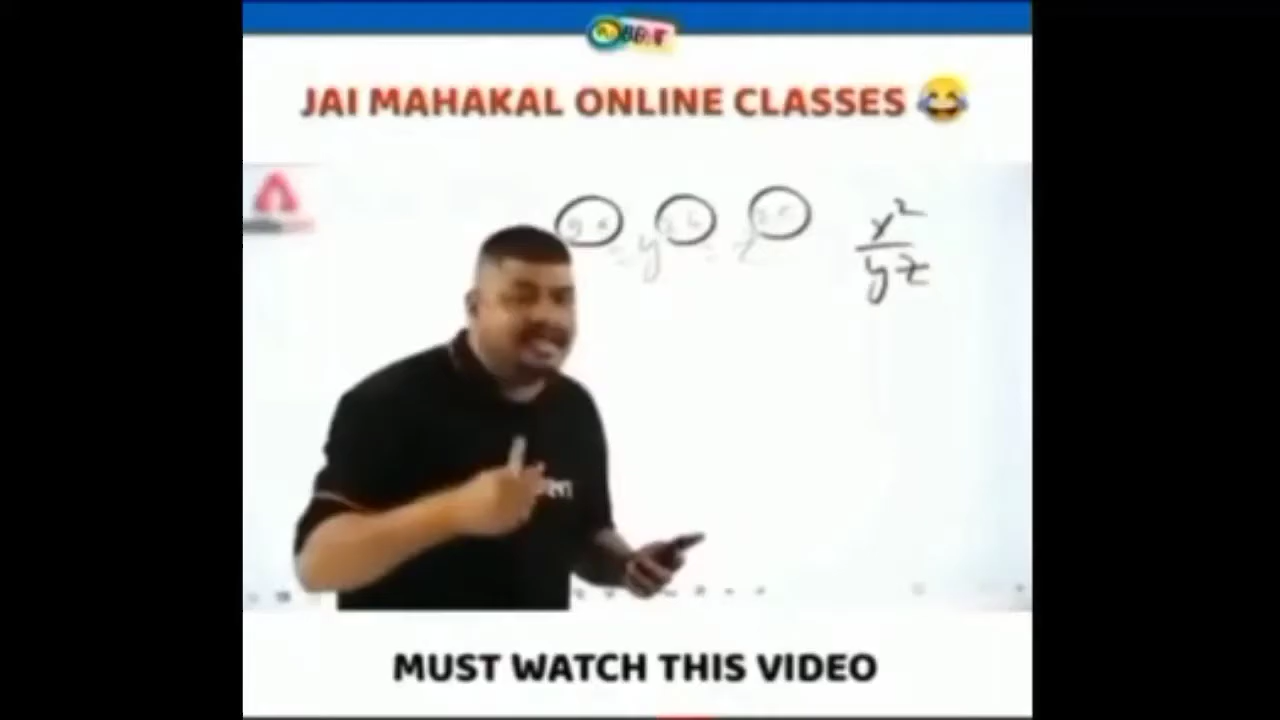 JAI MAHAKAL ONLINE CLASSES 😂
x²
yz
MUST WATCH THIS VIDEO